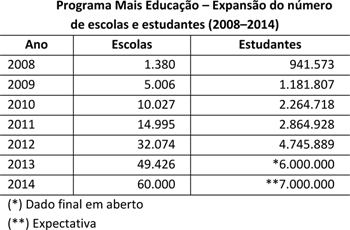 Programa Mais Educação – Expansão do número
de escolas e estudantes (2008–2014)
Ano Escolas Estudantes
2008 1.380 941.573
2009 5.006 1.181.807
2010 10.027 2.264.718
2011 14.995 2.864.928
2012 32.074 4.745.889
2013 49.426 *6.000.000
2014 60.000 **7.000.000
(*) Dado final em aberto
(**) Expectativa